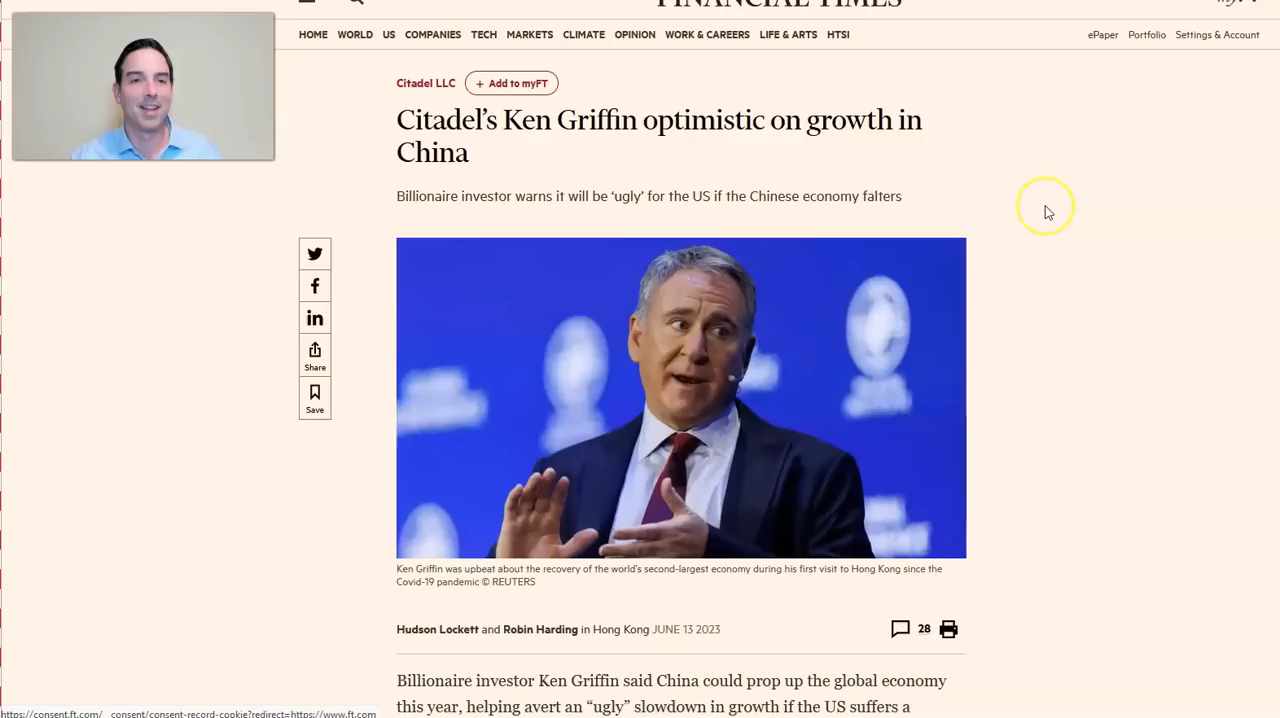 FINANCIAL TIMES
HOME WORLD US COMPANIES TECH MARKETS CLIMATE OPINION WORK & CAREERS LIFE & ARTS HTSI
ePaper Portfolio Settings & Account
Citadel LLC + Add to myFT
Citadel’s Ken Griffin optimistic on growth in
China
Billionaire investor warns it will be ‘ugly’ for the US if the Chinese economy falters
Share
Save
Ken Griffin was upbeat about the recovery of the world’s second-largest economy during his first visit to Hong Kong since the
Covid-19 pandemic © REUTERS
Hudson Lockett and Robin Harding in Hong Kong JUNE 13 2023
28
Billionaire investor Ken Griffin said China could prop up the global economy
this year, helping avert an “ugly” slowdown in growth if the US suffers a
https://consent.ft.com/__consent/consent-record-cookie?redirect=https://www.ft.com